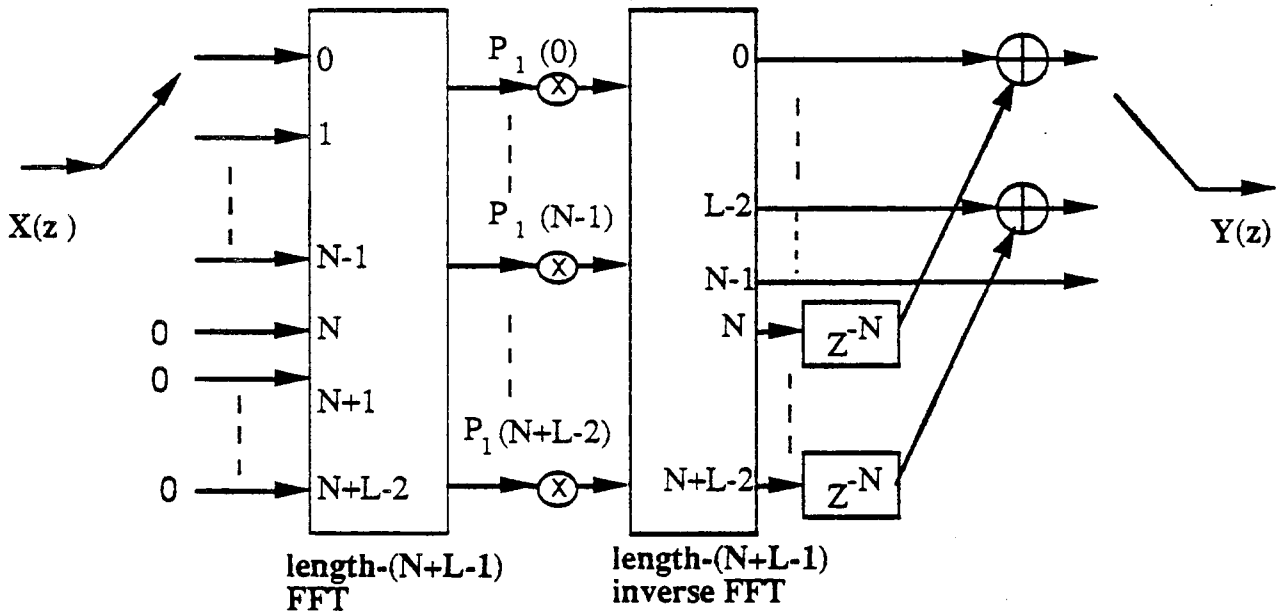 X(z)
0
1
N-1
0 N
0 N+1
0 N+L-2
length-(N+L-1)
FFT
P₁(0)
P₁(N-1)
P₁(N+L-2)
X
X
X
0
L-2
N-1
N
N+L-2
length-(N+L-1)
inverse FFT
Z⁻ᴺ
Z⁻ᴺ
Y(z)